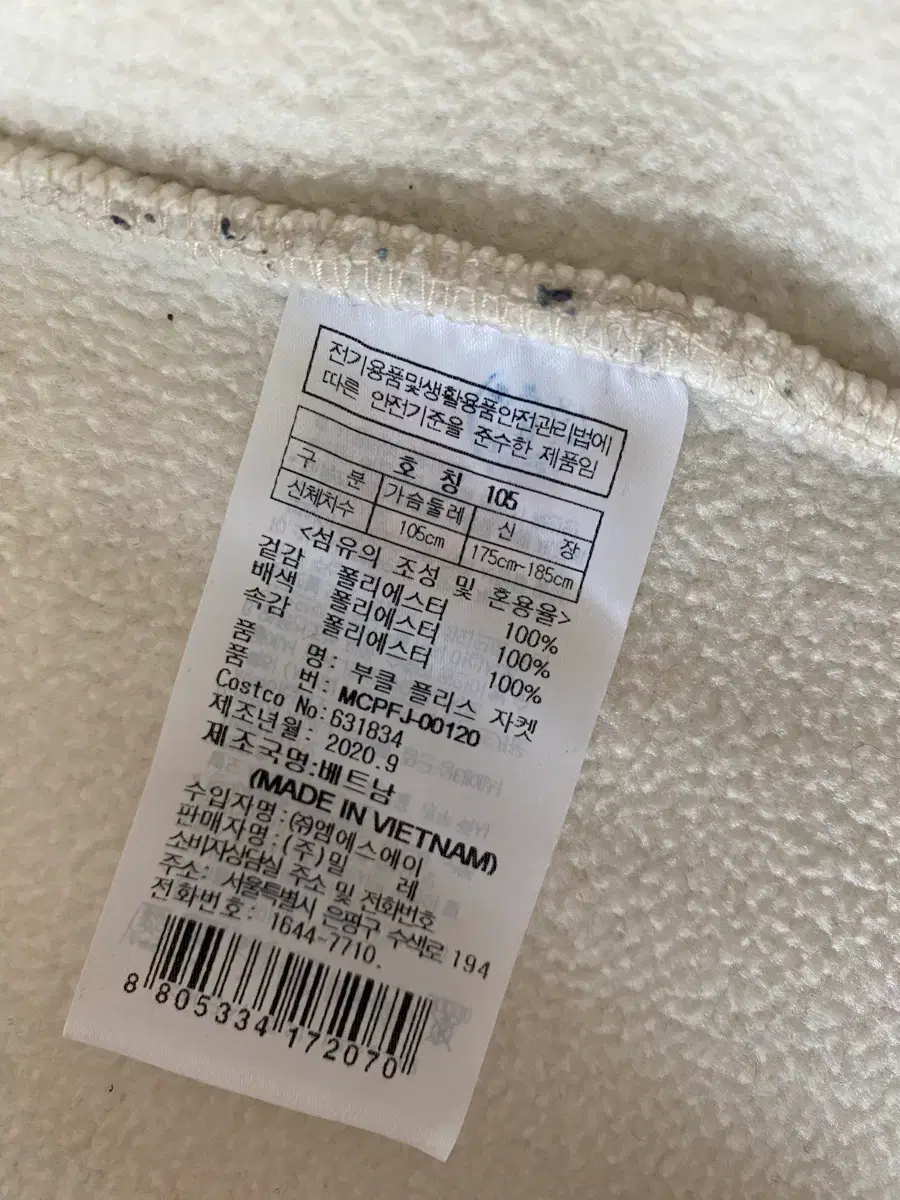 전기용품및생활용품안전관리법에
따른 안전기준을 준수한 제품임
호 칭 105
구 분 가슴둘레 신 장
신체치수 105cm 175cm~185cm
<섬유의 조성 및 혼용율>
겉감 폴리에스터 100%
배색 폴리에스터 100%
속감 폴리에스터 100%
품 명: 부클 플리스 자켓
품 번: MCPFJ-00120
Costco No:631834
제조년월: 2020.9
제조국명:베트남
(MADE IN VIETNAM)
수입자명:㈜엠에스에이
판매자명:(주)밀 레
소비자상담실 주소 및 전화번호
주소: 서울특별시 은평구 수색로 194
전화번호: 1644-7710.
8 805334 172070